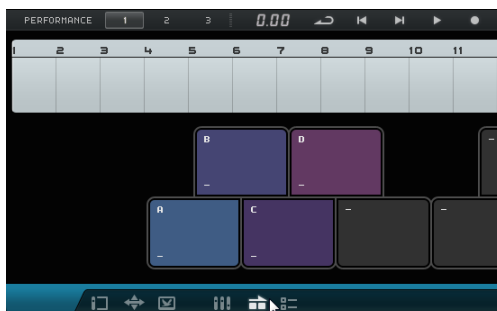 PERFORMANCE 1 2 3 0.00
1 2 3 4 5 6 7 8 9 10 11
B D -
- -
A C - -
- -